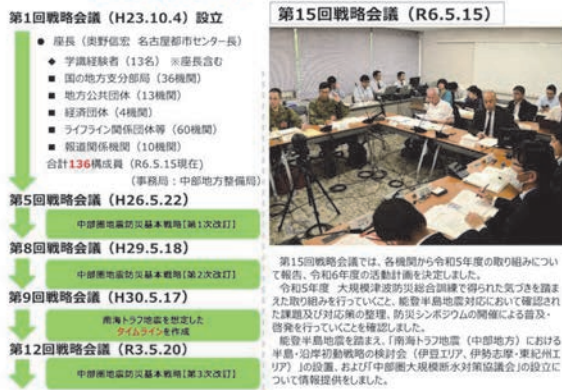 第1回戦略会議（H23.10.4）設立
● 座長（奥野信宏 名古屋都市センター長）
◆ 学識経験者（13名） ※座長含む
■ 国の地方支分部局（36機関）
■ 地方公共団体（13機関）
■ 経済団体（4機関）
■ ライフライン関係団体等（60機関）
■ 報道関係機関（10機関）
合計136構成員（R6.5.15現在）
（事務局：中部地方整備局）
第5回戦略会議（H26.5.22）
中部圏地震防災基本戦略【第1次改訂】
第8回戦略会議（H29.5.18）
中部圏地震防災基本戦略【第2次改訂】
第9回戦略会議（H30.5.17）
南海トラフ地震を想定した
タイムラインを作成
第12回戦略会議（R3.5.20）
中部圏地震防災基本戦略【第3次改訂】
第15回戦略会議（R6.5.15）
第15回戦略会議では、各機関から令和5年度の取り組みについ
て報告、令和6年度の活動計画を決定しました。
令和5年度 大規模津波防災総合訓練で得られた気づきを踏ま
えた取り組みを行っていくこと、能登半島地震対応において確認され
た課題及び対応策の整理、防災シンポジウムの開催による普及・
啓発を行っていくことを確認しました。
能登半島地震を踏まえ、「南海トラフ地震（中部地方）における
半島・沿岸初動戦略の検討会（伊豆エリア、伊勢志摩・東紀州エ
リア）」の設置、および「中部圏大規模断水対策協議会」の設立に
ついて情報提供をしました。